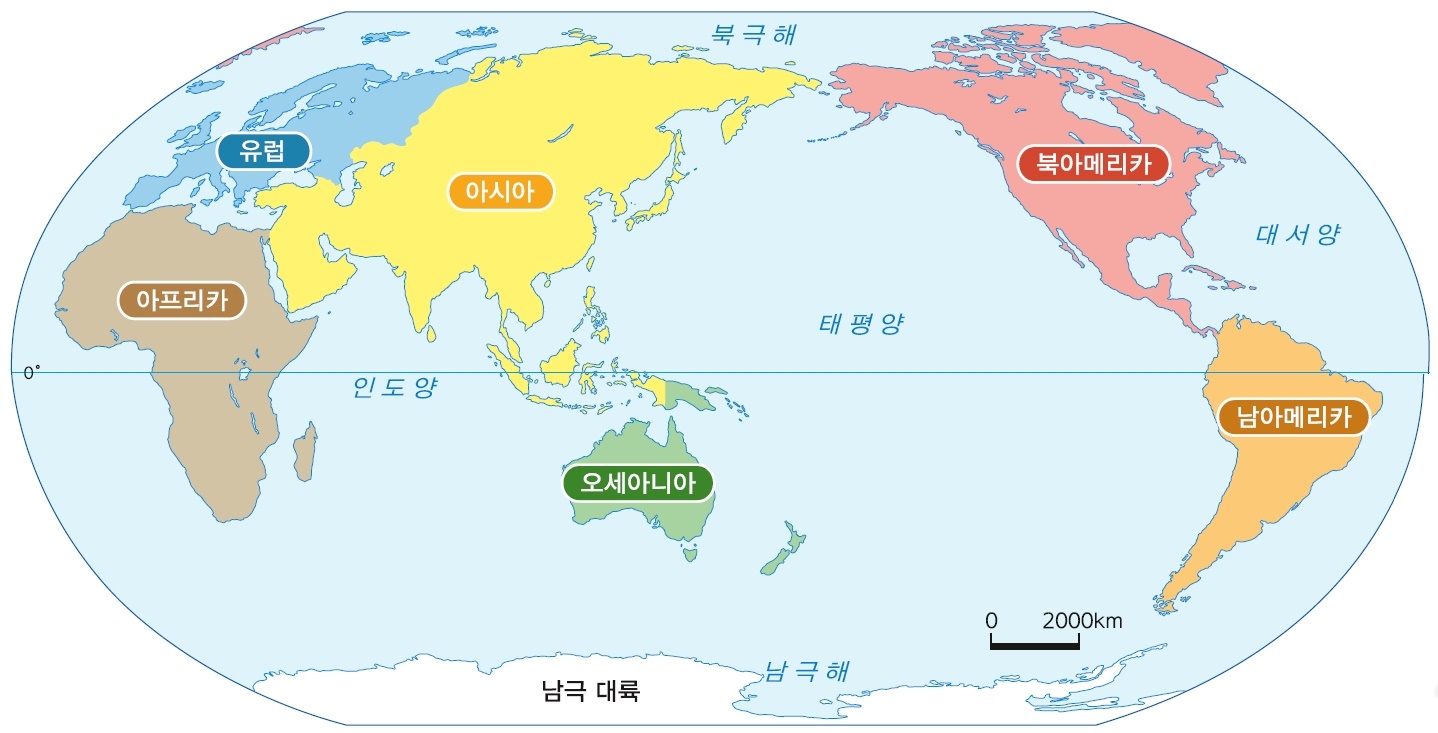 북극해
유럽
아시아
북아메리카
대서양
아프리카
태평양
0°
인도양
남아메리카
오세아니아
0 2000km
남극해
남극 대륙